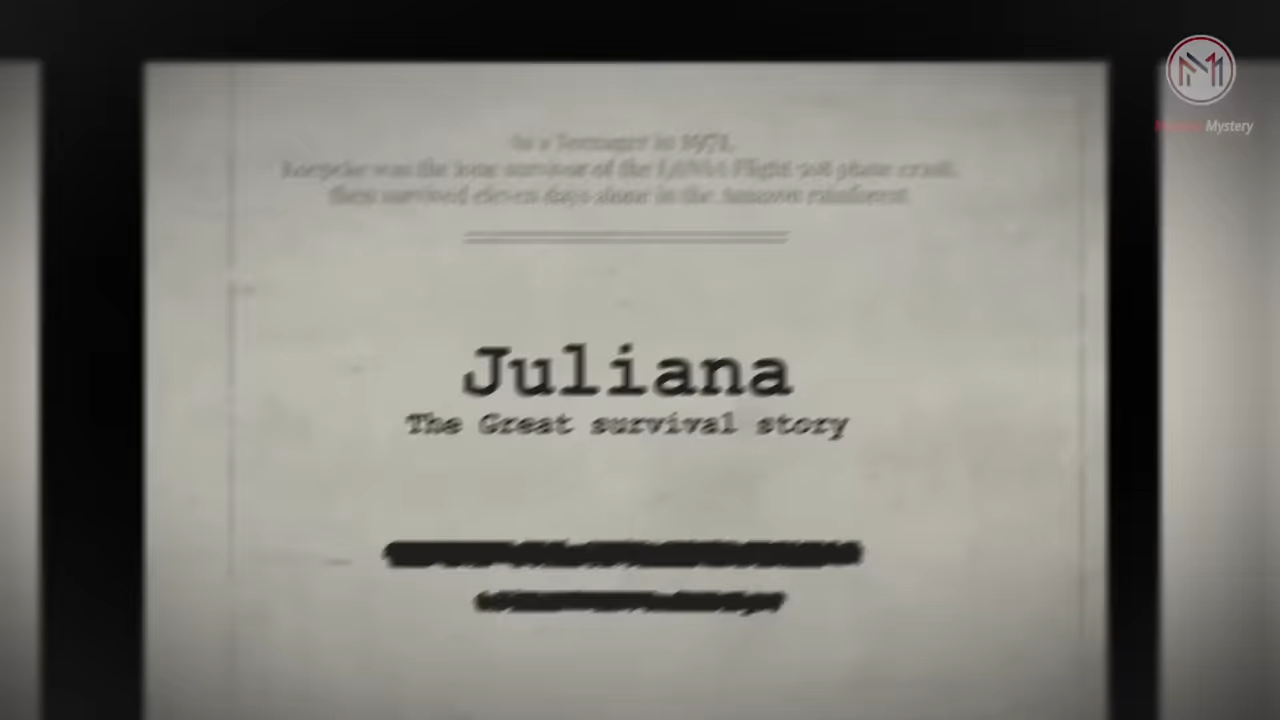 As a Teenager in 1971,
Koepcke was the lone survivor of the LANSA Flight 508 plane crash,
then survived eleven days alone in the Amazon rainforest.
Juliana
The Great survival story
Mystery